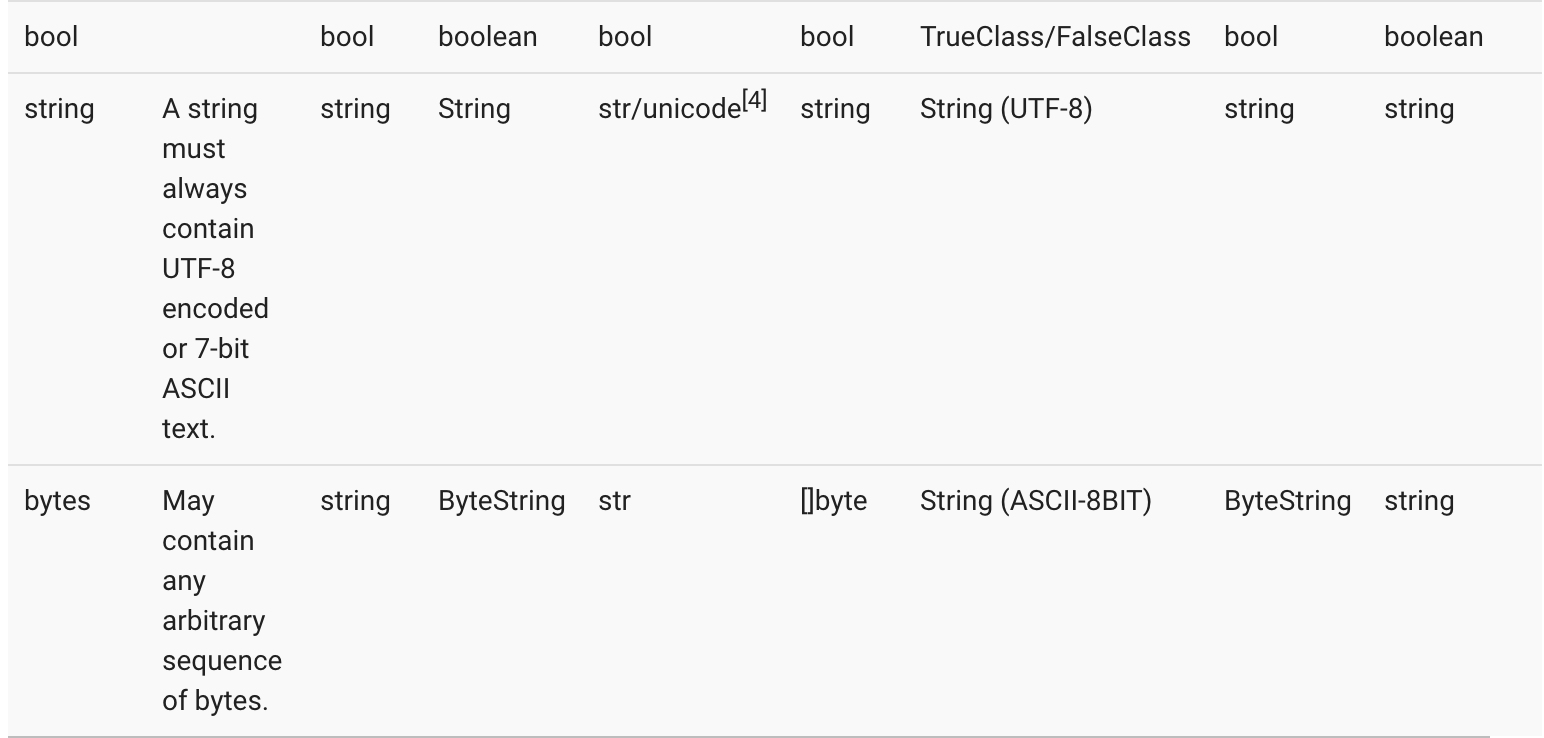 bool bool boolean bool bool TrueClass/FalseClass bool boolean
string A string string String str/unicode[4] string String (UTF-8) string string
must
always
contain
UTF-8
encoded
or 7-bit
ASCII
text.
bytes May string ByteString str []byte String (ASCII-8BIT) ByteString string
contain
any
arbitrary
sequence
of bytes.